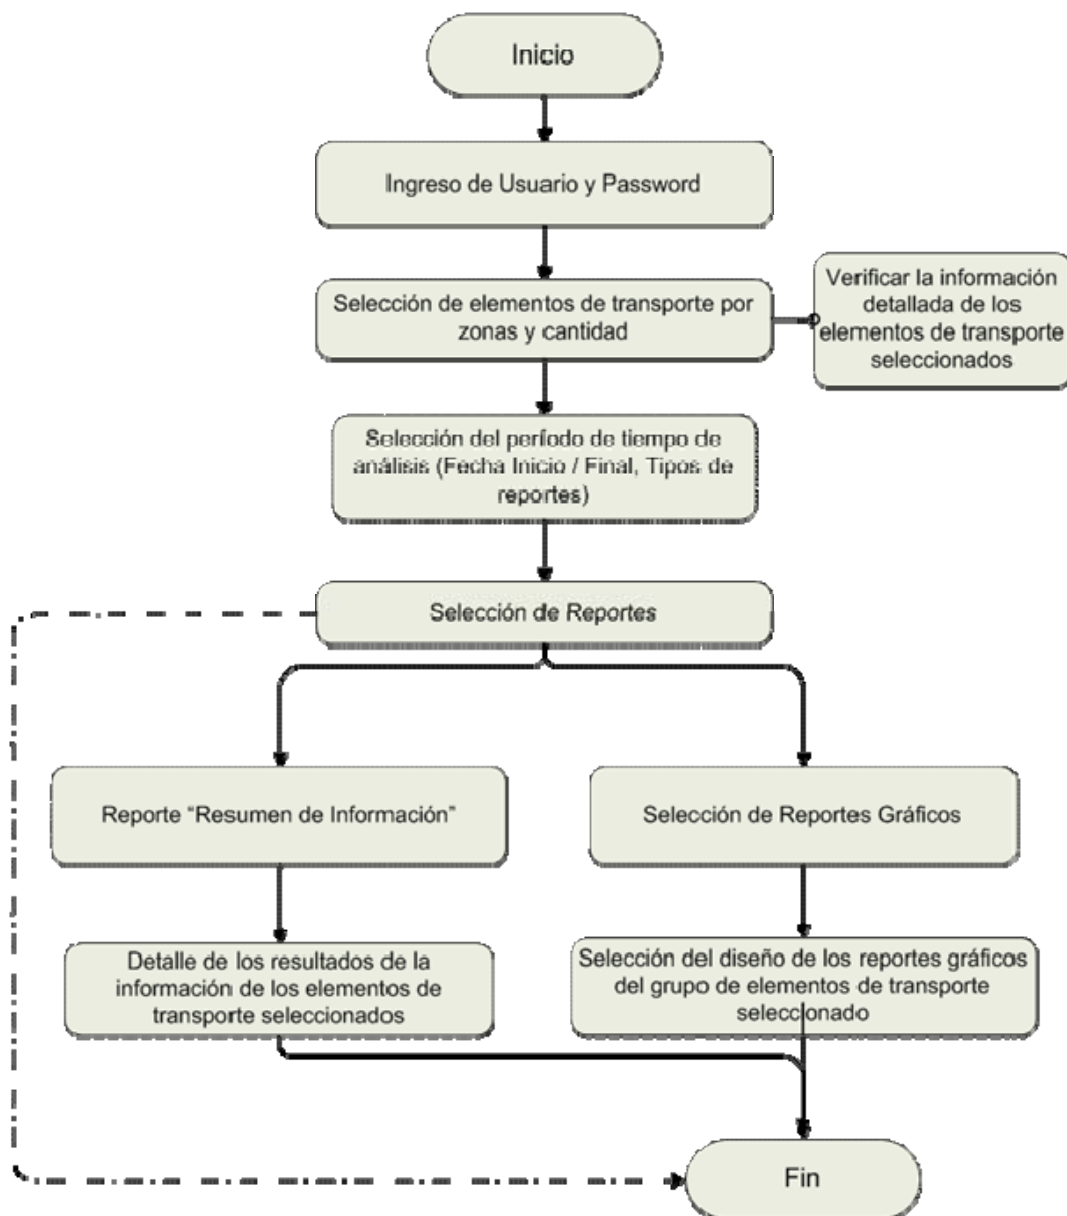 Inicio
Ingreso de Usuario y Password
Selección de elementos de transporte por
zonas y cantidad
Verificar la información
detallada de los
elementos de transporte
seleccionados
Selección del período de tiempo de
análisis (Fecha Inicio / Final, Tipos de
reportes)
Selección de Reportes
Reporte “Resumen de Información”
Selección de Reportes Gráficos
Detalle de los resultados de la
información de los elementos de
transporte seleccionados
Selección del diseño de los reportes gráficos
del grupo de elementos de transporte
seleccionado
Fin